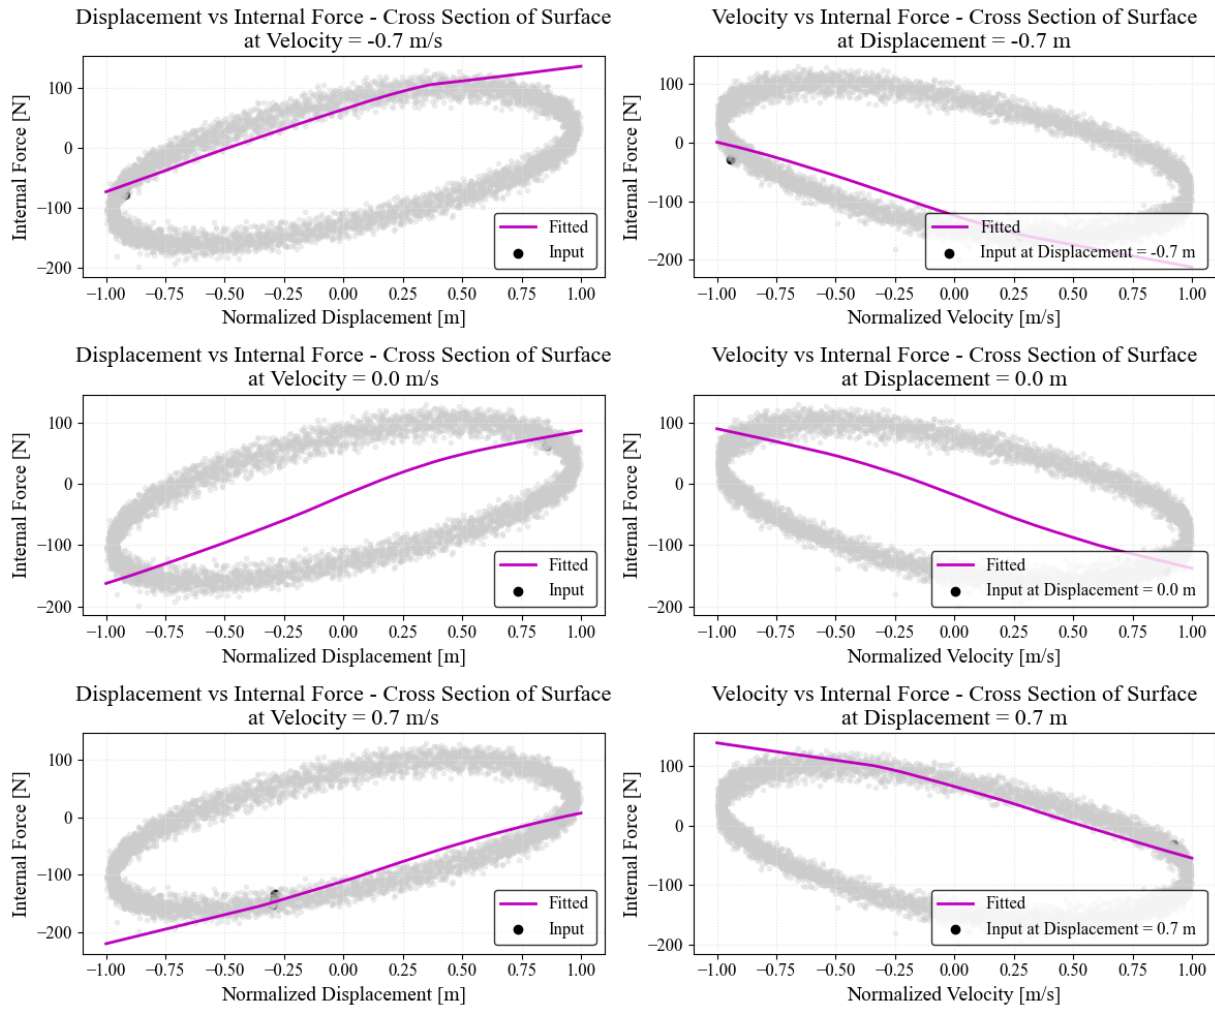 Displacement vs Internal Force - Cross Section of Surface
at Velocity = -0.7 m/s
Internal Force [N]
100
0
−100
−200
−1.00 −0.75 −0.50 −0.25 0.00 0.25 0.50 0.75 1.00
Normalized Displacement [m]
Fitted
Input
Velocity vs Internal Force - Cross Section of Surface
at Displacement = -0.7 m
Internal Force [N]
100
0
−100
−200
−1.00 −0.75 −0.50 −0.25 0.00 0.25 0.50 0.75 1.00
Normalized Velocity [m/s]
Fitted
Input at Displacement = -0.7 m
Displacement vs Internal Force - Cross Section of Surface
at Velocity = 0.0 m/s
Internal Force [N]
100
0
−100
−200
−1.00 −0.75 −0.50 −0.25 0.00 0.25 0.50 0.75 1.00
Normalized Displacement [m]
Fitted
Input
Velocity vs Internal Force - Cross Section of Surface
at Displacement = 0.0 m
Internal Force [N]
100
0
−100
−200
−1.00 −0.75 −0.50 −0.25 0.00 0.25 0.50 0.75 1.00
Normalized Velocity [m/s]
Fitted
Input at Displacement = 0.0 m
Displacement vs Internal Force - Cross Section of Surface
at Velocity = 0.7 m/s
Internal Force [N]
100
0
−100
−200
−1.00 −0.75 −0.50 −0.25 0.00 0.25 0.50 0.75 1.00
Normalized Displacement [m]
Fitted
Input
Velocity vs Internal Force - Cross Section of Surface
at Displacement = 0.7 m
Internal Force [N]
100
0
−100
−200
−1.00 −0.75 −0.50 −0.25 0.00 0.25 0.50 0.75 1.00
Normalized Velocity [m/s]
Fitted
Input at Displacement = 0.7 m